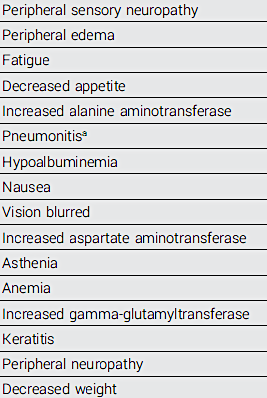 Peripheral sensory neuropathy
Peripheral edema
Fatigue
Decreased appetite
Increased alanine aminotransferase
Pneumonitisᵃ
Hypoalbuminemia
Nausea
Vision blurred
Increased aspartate aminotransferase
Asthenia
Anemia
Increased gamma-glutamyltransferase
Keratitis
Peripheral neuropathy
Decreased weight